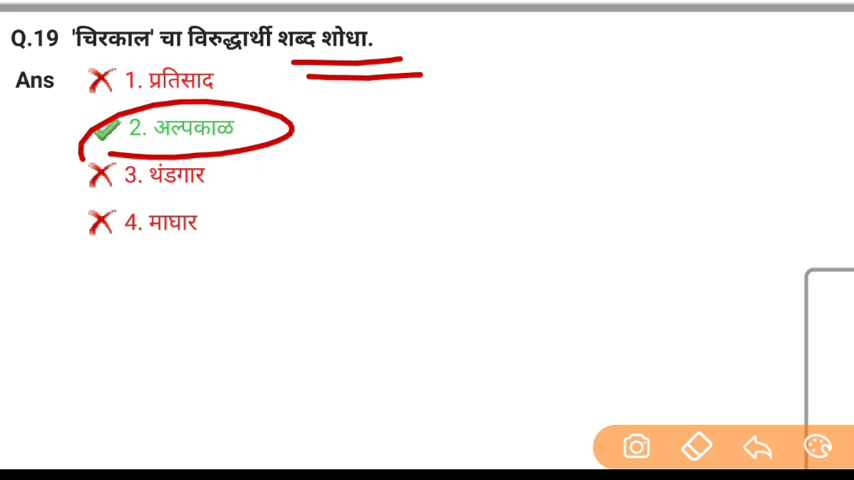 Q.19 'चिरकाल' चा विरुद्धार्थी शब्द शोधा.
Ans 1. प्रतिसाद
2. अल्पकाळ
3. थंडगार
4. माघार